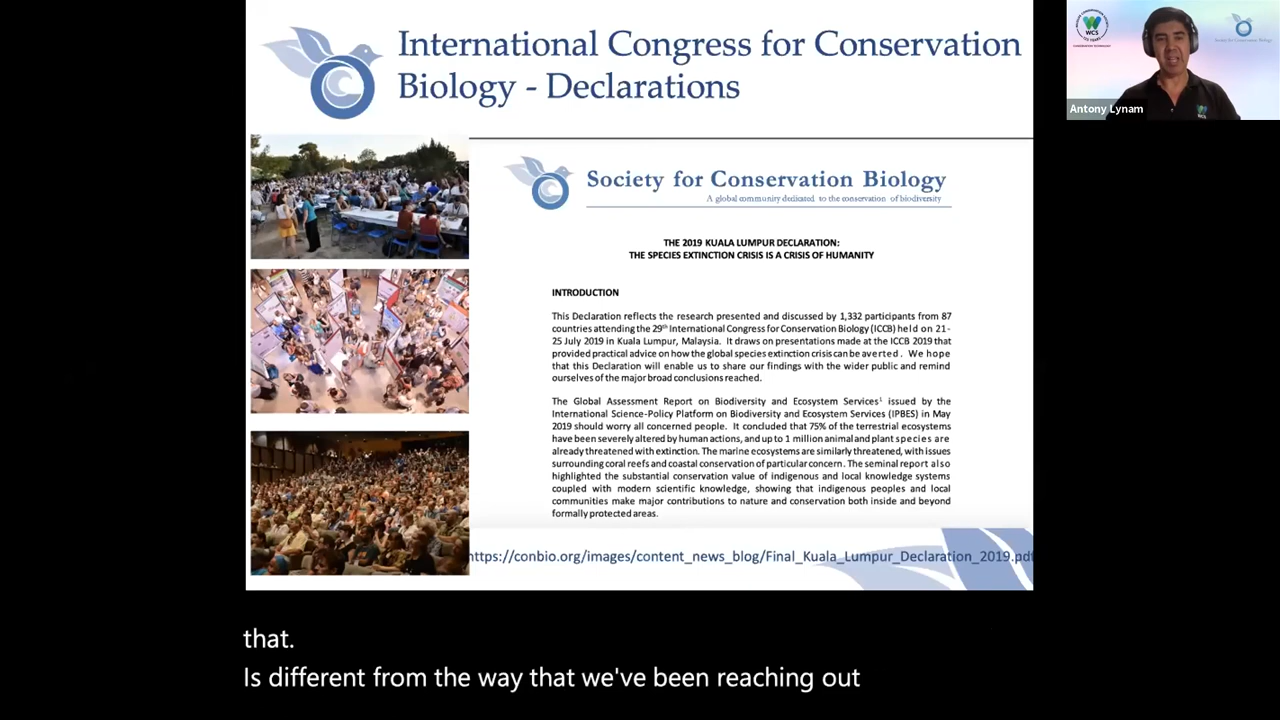 International Congress for Conservation
Biology - Declarations
WCS
Antony Lynam
Society for Conservation Biology
A global community dedicated to the conservation of biodiversity
THE 2019 KUALA LUMPUR DECLARATION:
THE SPECIES EXTINCTION CRISIS IS A CRISIS OF HUMANITY
INTRODUCTION
This Declaration reflects the research presented and discussed by 1,332 participants from 87
countries attending the 29th International Congress for Conservation Biology (ICCB) held on 21-
25 July 2019 in Kuala Lumpur, Malaysia. It draws on presentations made at the ICCB 2019 that
provided practical advice on how the global species extinction crisis can be averted. We hope
that this Declaration will enable us to share our findings with the wider public and remind
ourselves of the major broad conclusions reached.
The Global Assessment Report on Biodiversity and Ecosystem Services1 issued by the
International Science-Policy Platform on Biodiversity and Ecosystem Services (IPBES) in May
2019 should worry all concerned people. It concluded that 75% of the terrestrial ecosystems
have been severely altered by human actions, and up to 1 million animal and plant species are
already threatened with extinction. The marine ecosystems are similarly threatened, with issues
surrounding coral reefs and coastal conservation of particular concern. The seminal report also
highlighted the substantial conservation value of indigenous and local knowledge systems
coupled with modern scientific knowledge, showing that indigenous peoples and local
communities make major contributions to nature and conservation both inside and beyond
formally protected areas.
https://conbio.org/images/content_news_blog/Final_Kuala_Lumpur_Declaration_2019.pdf
that.
Is different from the way that we've been reaching out